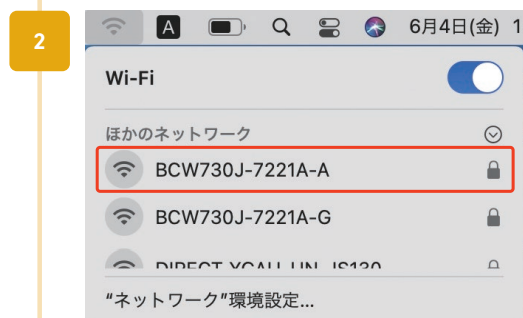 2
A
6月4日(金) 1
Wi-Fi
ほかのネットワーク
BCW730J-7221A-A
BCW730J-7221A-G
"ネットワーク"環境設定...